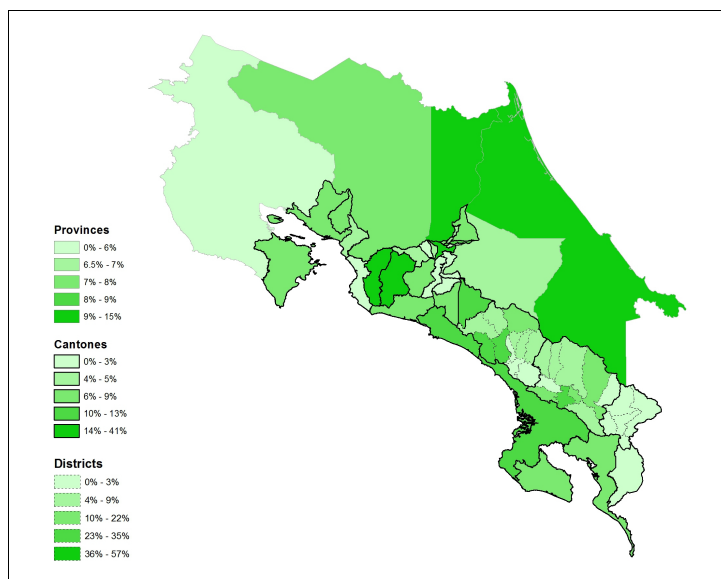 Provinces
0% - 6%
6.5% - 7%
7% - 8%
8% - 9%
9% - 15%
Cantones
0% - 3%
4% - 5%
6% - 9%
10% - 13%
14% - 41%
Districts
0% - 3%
4% - 9%
10% - 22%
23% - 35%
36% - 57%